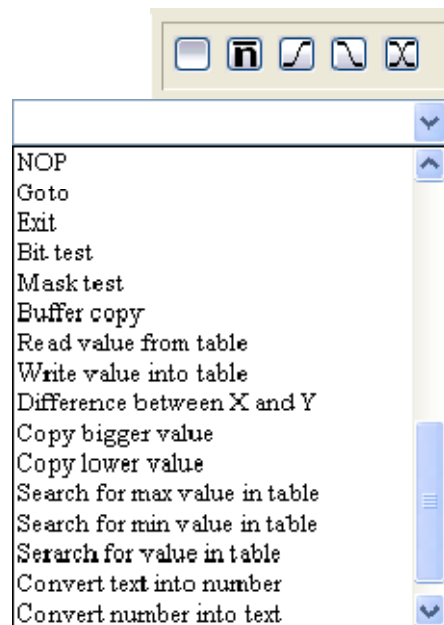 n
NOP
Goto
Exit
Bit test
Mask test
Buffer copy
Read value from table
Write value into table
Difference between X and Y
Copy bigger value
Copy lower value
Search for max value in table
Search for min value in table
Serarch for value in table
Convert text into number
Convert number into text